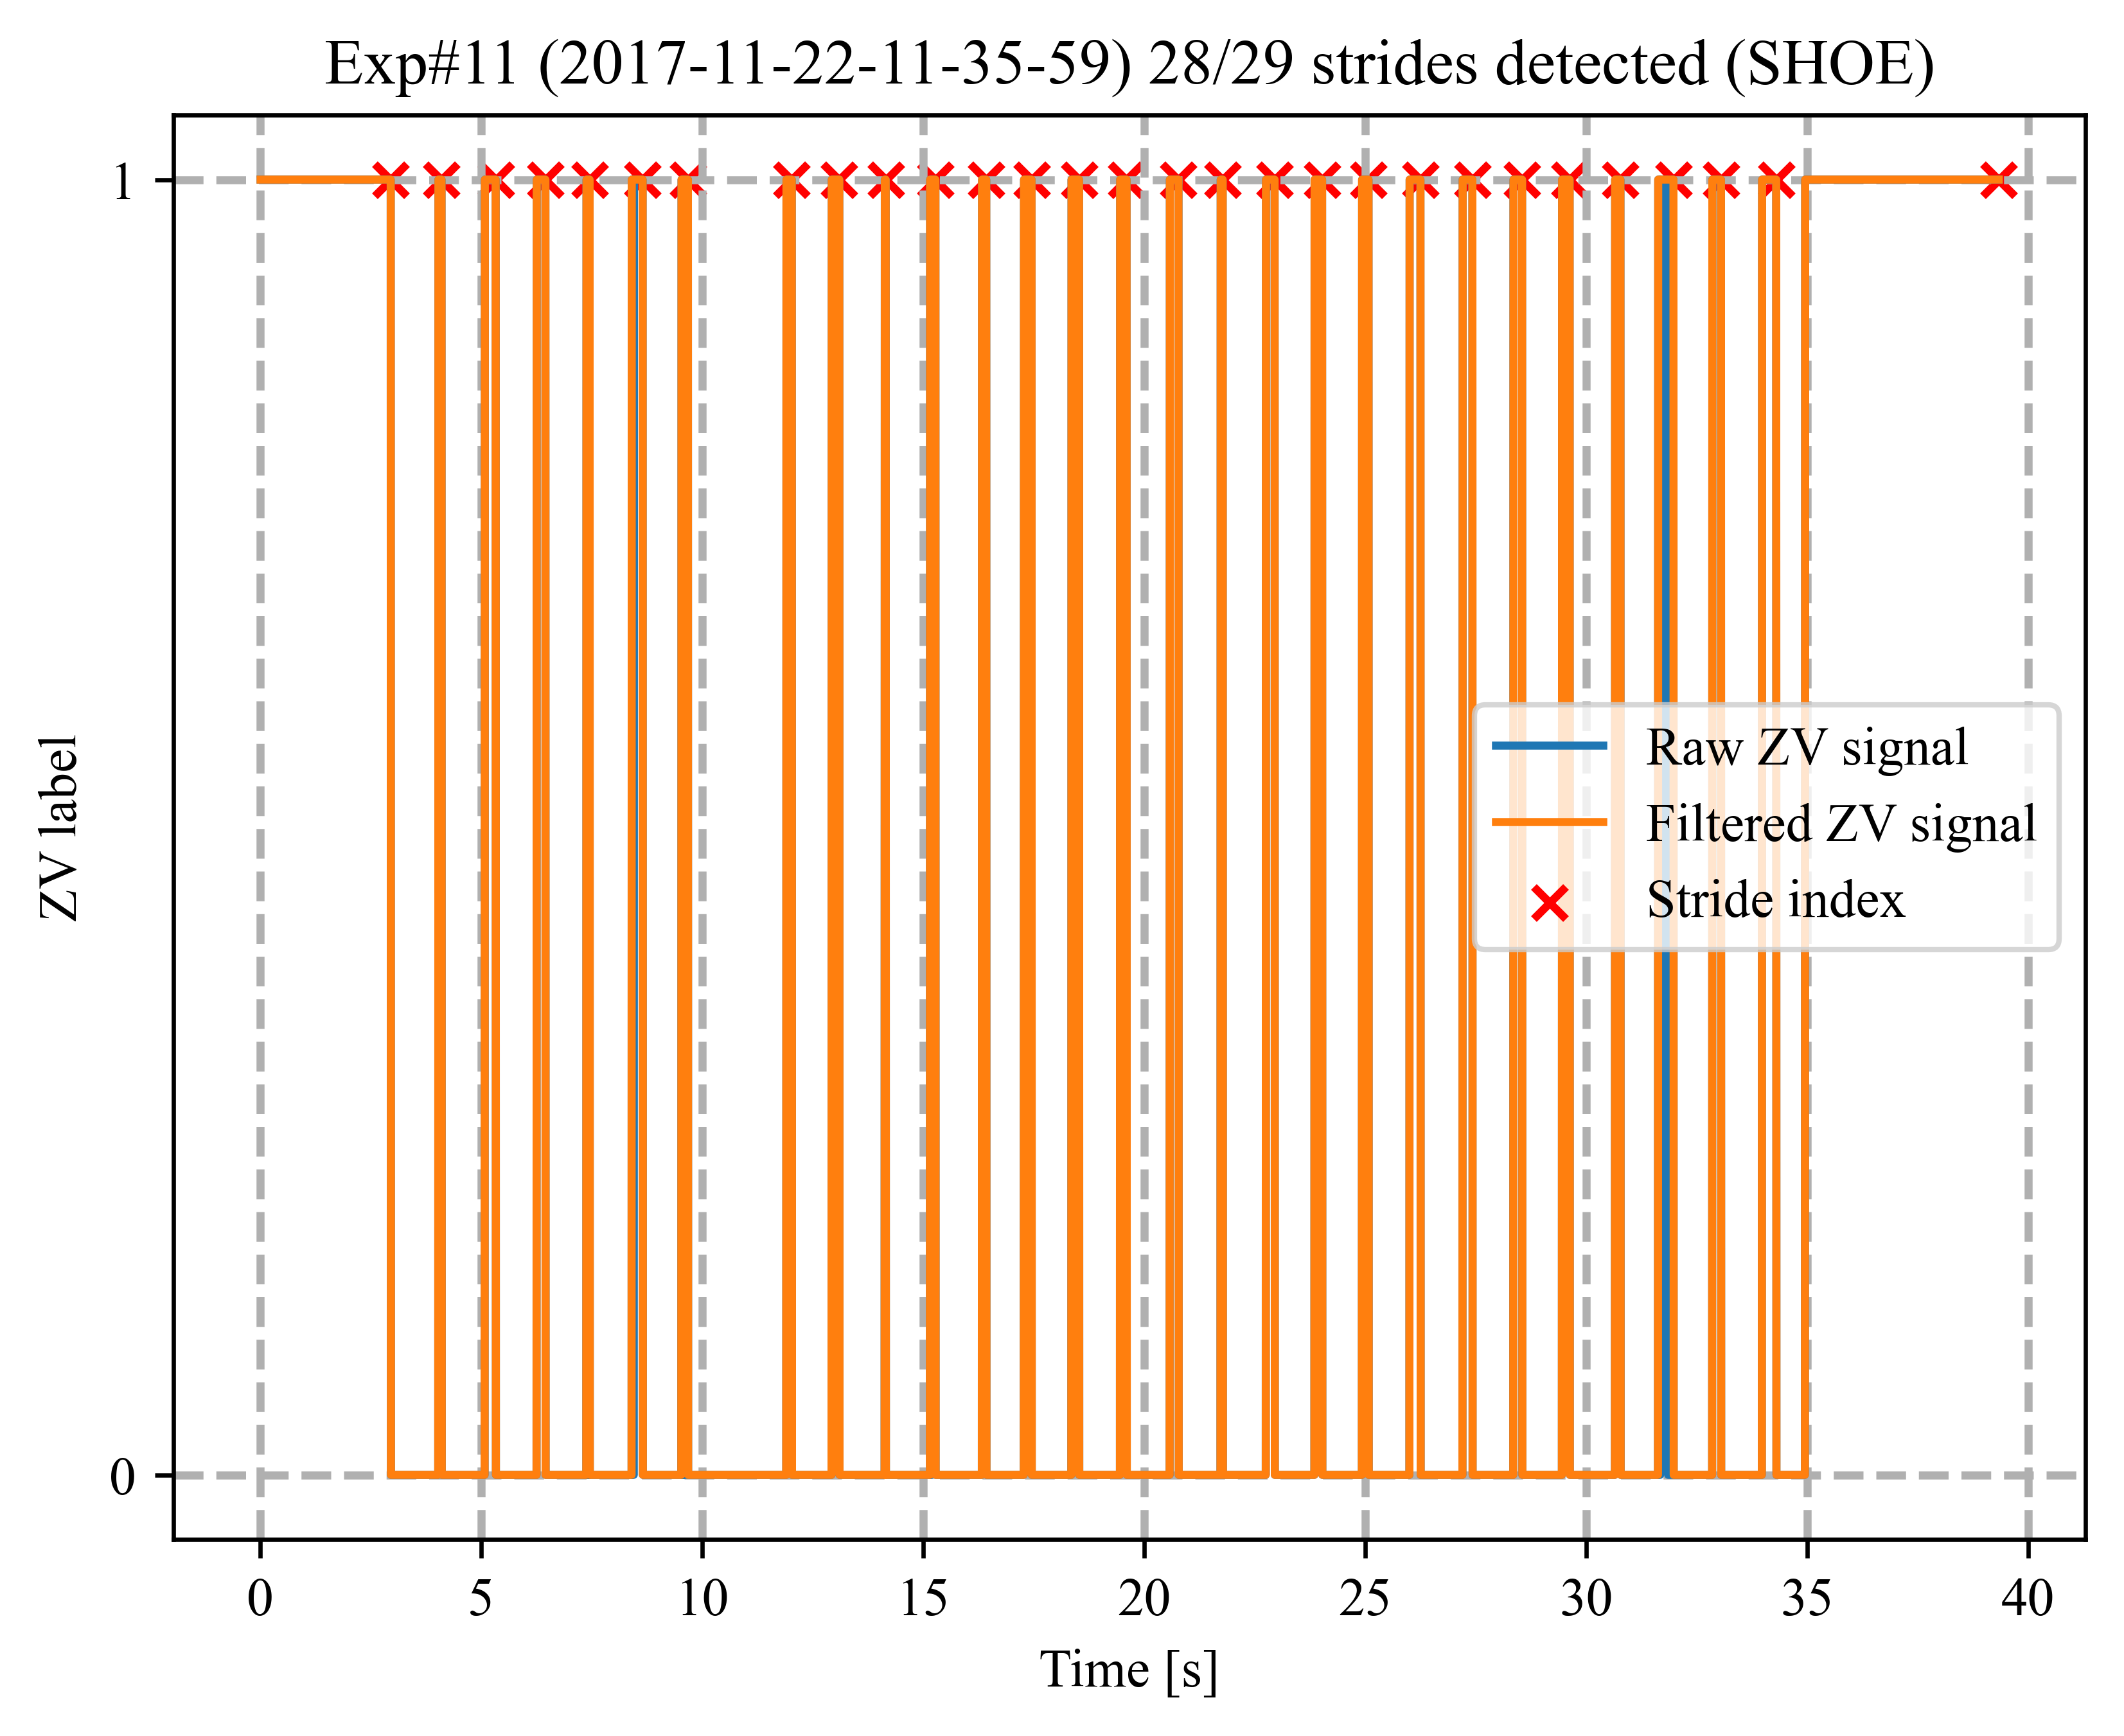 Exp#11 (2017-11-22-11-35-59) 28/29 strides detected (SHOE)
1
0
ZV label
Raw ZV signal
Filtered ZV signal
Stride index
0 5 10 15 20 25 30 35 40
Time [s]